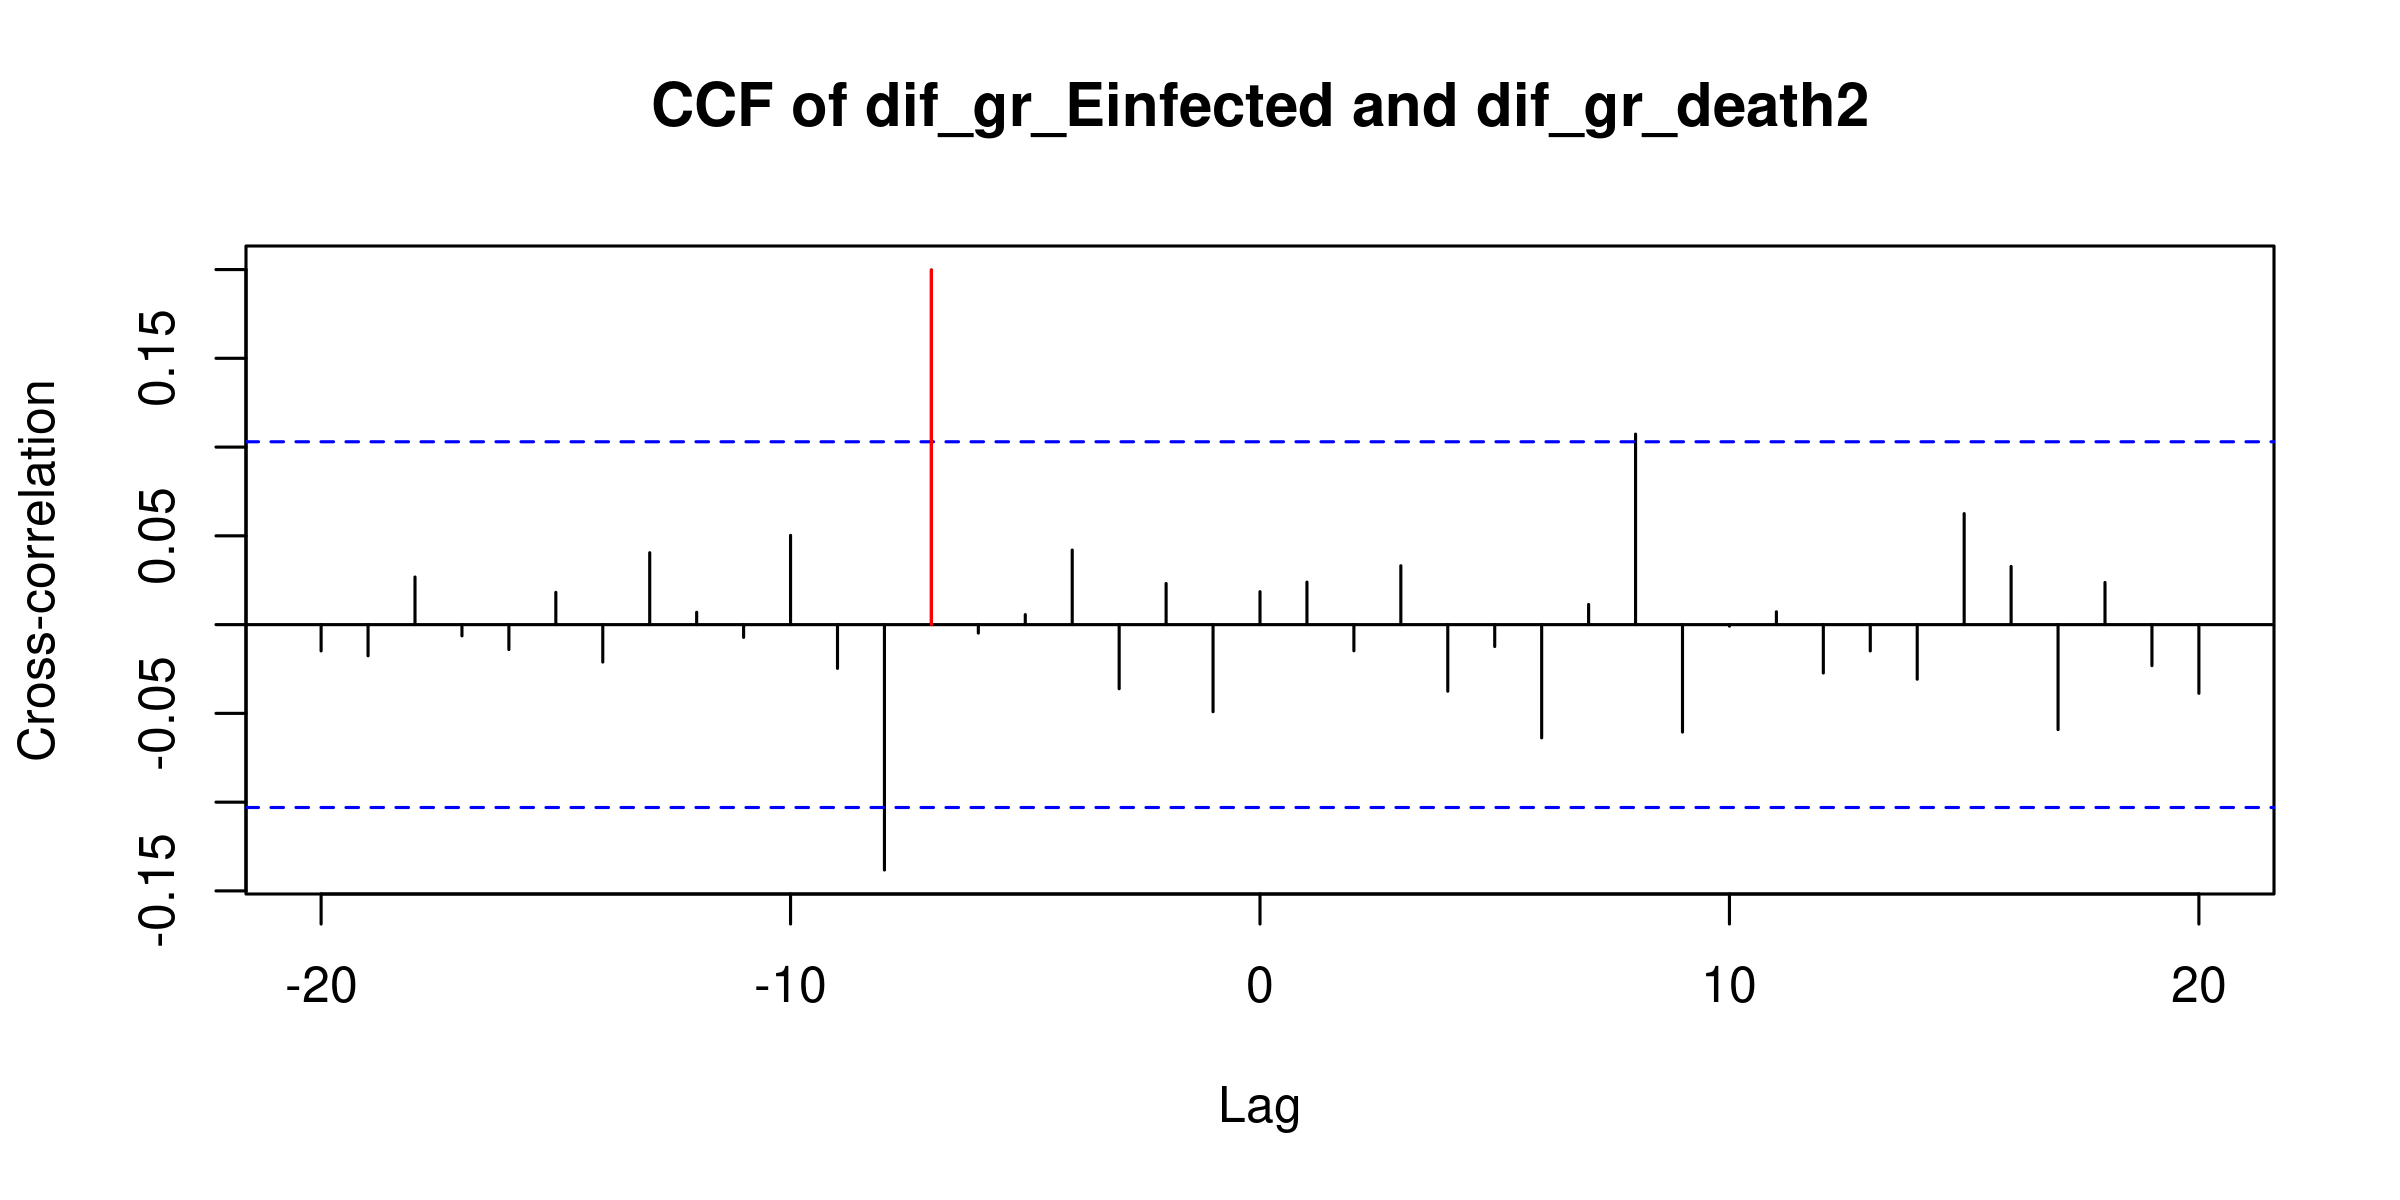 CCF of dif_gr_Einfected and dif_gr_death2
Cross-correlation
0.15
0.05
-0.05
-0.15
-20 -10 0 10 20
Lag